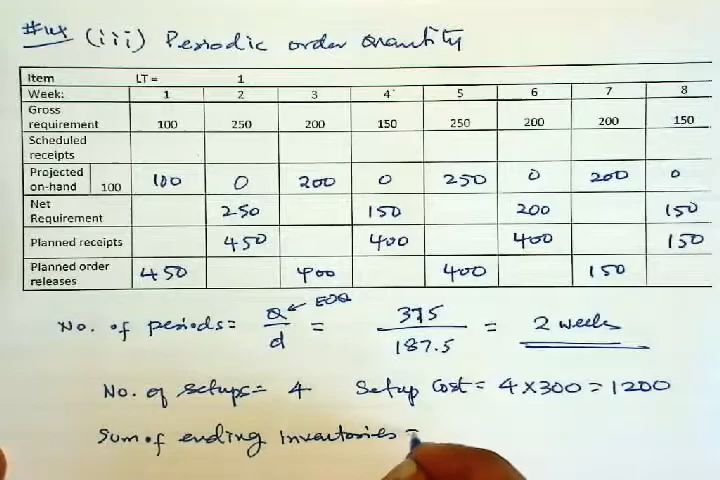 #14 (iii) Periodic order Quantity
Item LT = 1
Week: 1 2 3 4 5 6 7 8
Gross requirement 100 250 200 150 250 200 200 150
Scheduled receipts
Projected on-hand 100 100 0 200 0 250 0 200 0
Net Requirement 250 150 200 150
Planned receipts 450 400 400 150
Planned order releases 450 400 400 150
No. of periods = Q/d ← EOQ = 375/187.5 = 2 weeks
No. of setups = 4 Setup Cost = 4 X 300 = 1200
Sum of ending inventories =